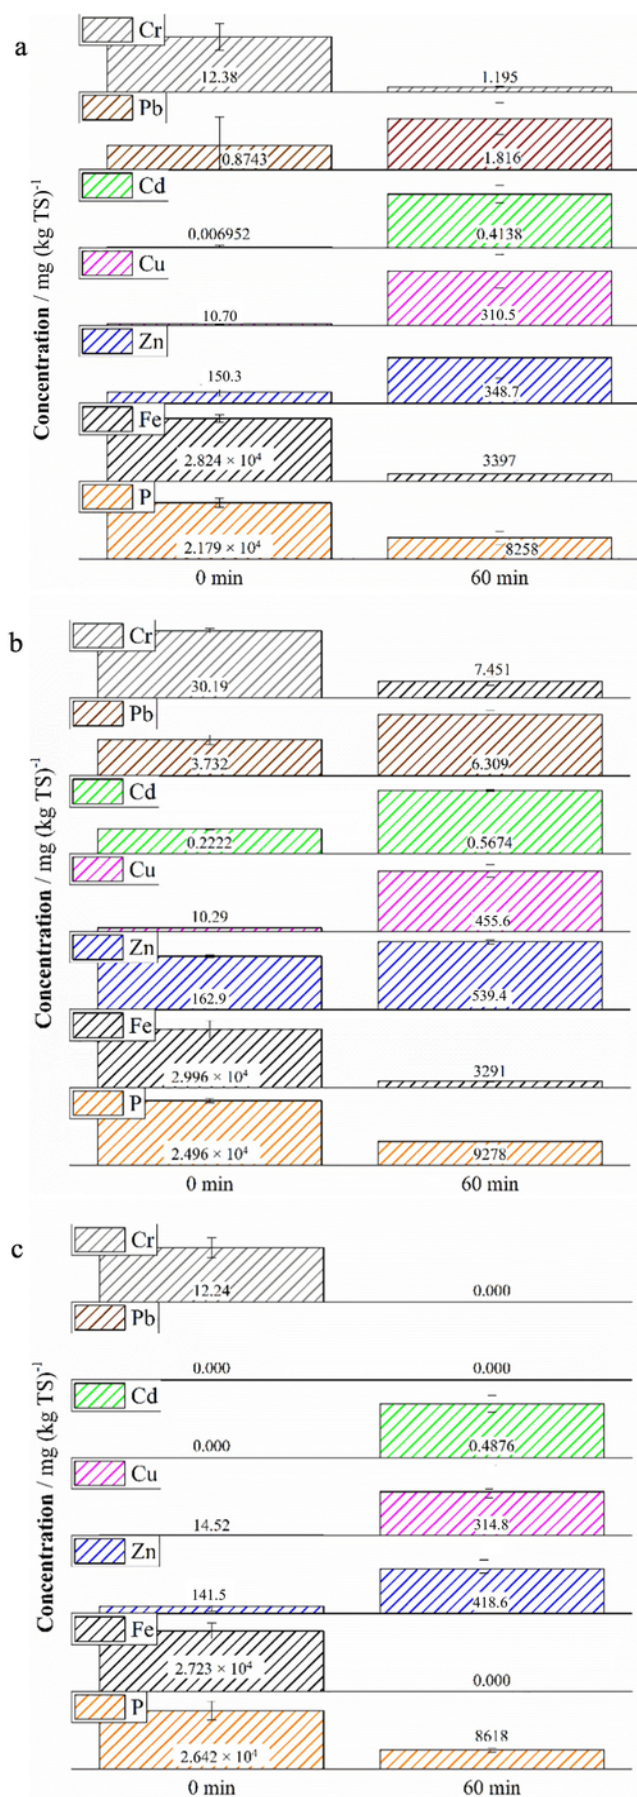 a
Concentration / mg (kg TS)⁻¹
Cr
12.38
1.195
Pb
0.8743
1.816
Cd
0.006952
0.4138
Cu
10.70
310.5
Zn
150.3
348.7
Fe
2.824 × 10⁴
3397
P
2.179 × 10⁴
8258
0 min 60 min
b
Concentration / mg (kg TS)⁻¹
Cr
30.19
7.451
Pb
3.732
6.309
Cd
0.2222
0.5674
Cu
10.29
455.6
Zn
162.9
539.4
Fe
2.996 × 10⁴
3291
P
2.496 × 10⁴
9278
0 min 60 min
c
Concentration / mg (kg TS)⁻¹
Cr
12.24
0.000
Pb
0.000
0.000
Cd
0.000
0.4876
Cu
14.52
314.8
Zn
141.5
418.6
Fe
2.723 × 10⁴
0.000
P
2.642 × 10⁴
8618
0 min 60 min